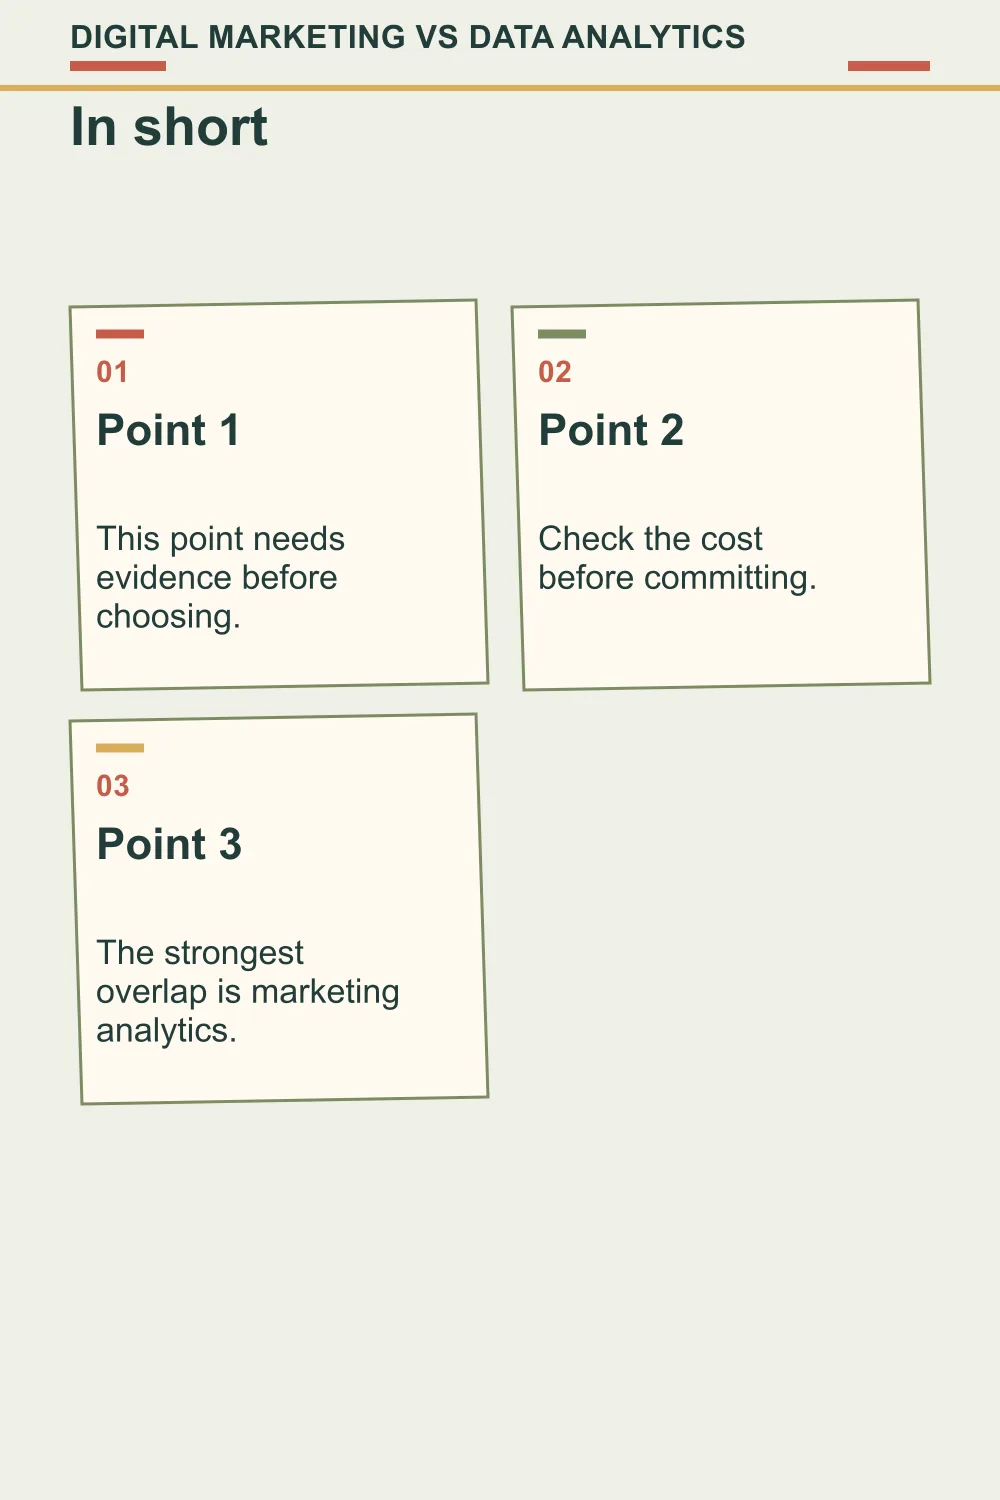 DIGITAL MARKETING VS DATA ANALYTICS
In short
01
Point 1
This point needs
evidence before
choosing.
02
Point 2
Check the cost
before committing.
03
Point 3
The strongest
overlap is marketing
analytics.